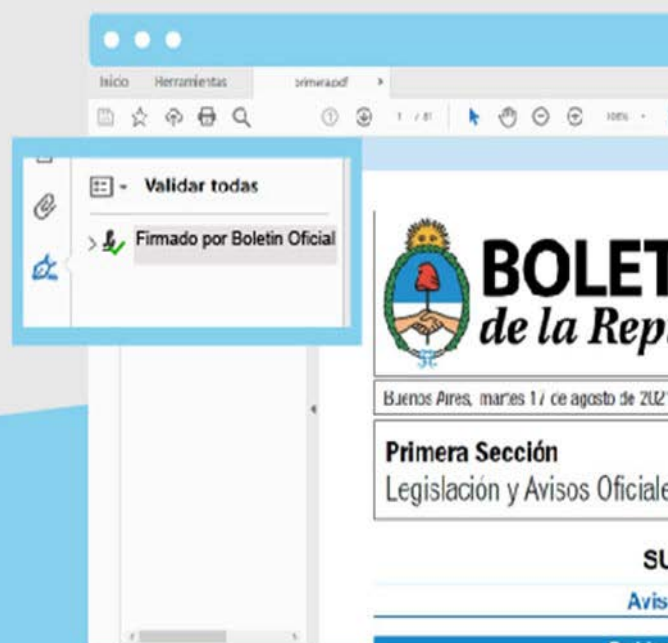 Inicio Herramientas primera.pdf ×
1 / 81
Validar todas
Firmado por Boletin Oficial
BOLET
de la Rep
Buenos Aires, martes 17 de agosto de 202
Primera Sección
Legislación y Avisos Oficiale
SU
Avis